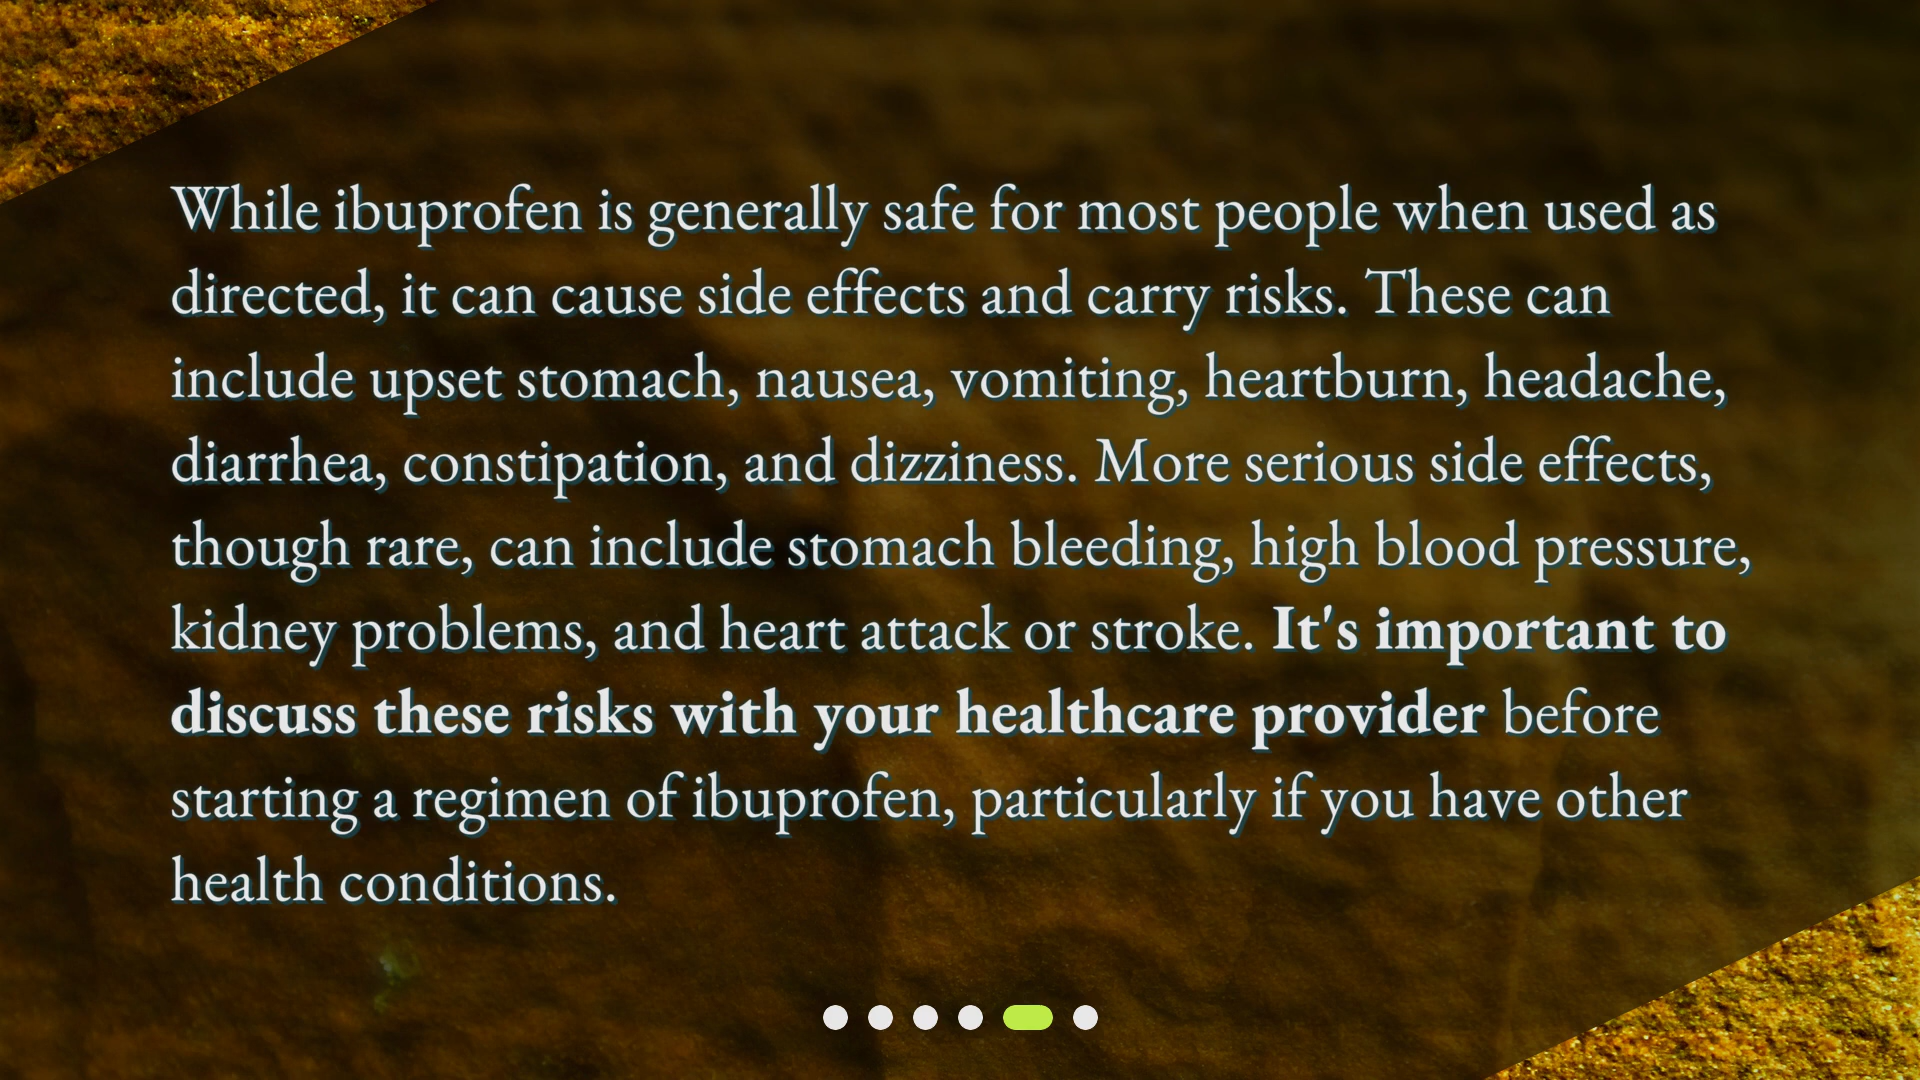 While ibuprofen is generally safe for most people when used as
directed, it can cause side effects and carry risks. These can
include upset stomach, nausea, vomiting, heartburn, headache,
diarrhea, constipation, and dizziness. More serious side effects,
though rare, can include stomach bleeding, high blood pressure,
kidney problems, and heart attack or stroke. It's important to
discuss these risks with your healthcare provider before
starting a regimen of ibuprofen, particularly if you have other
health conditions.